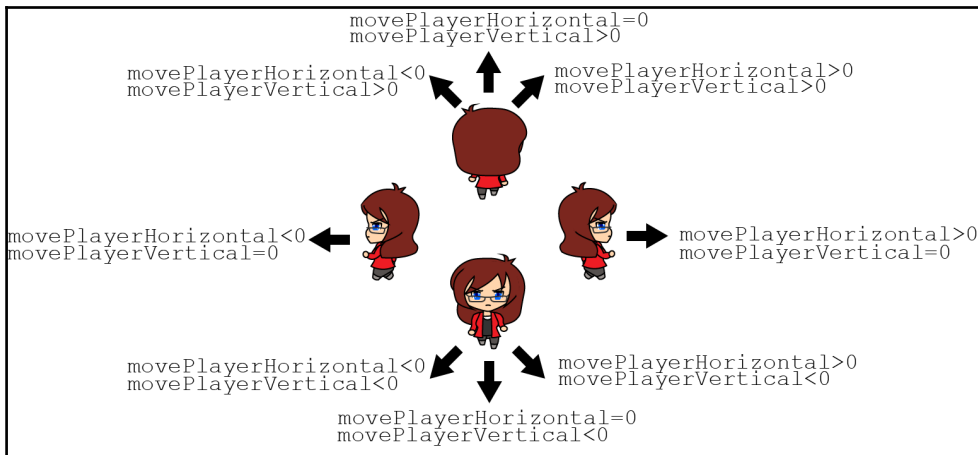 movePlayerHorizontal=0
movePlayerVertical>0
movePlayerHorizontal<0
movePlayerVertical>0
movePlayerHorizontal>0
movePlayerVertical>0
movePlayerHorizontal<0
movePlayerVertical=0
movePlayerHorizontal>0
movePlayerVertical=0
movePlayerHorizontal<0
movePlayerVertical<0
movePlayerHorizontal>0
movePlayerVertical<0
movePlayerHorizontal=0
movePlayerVertical<0